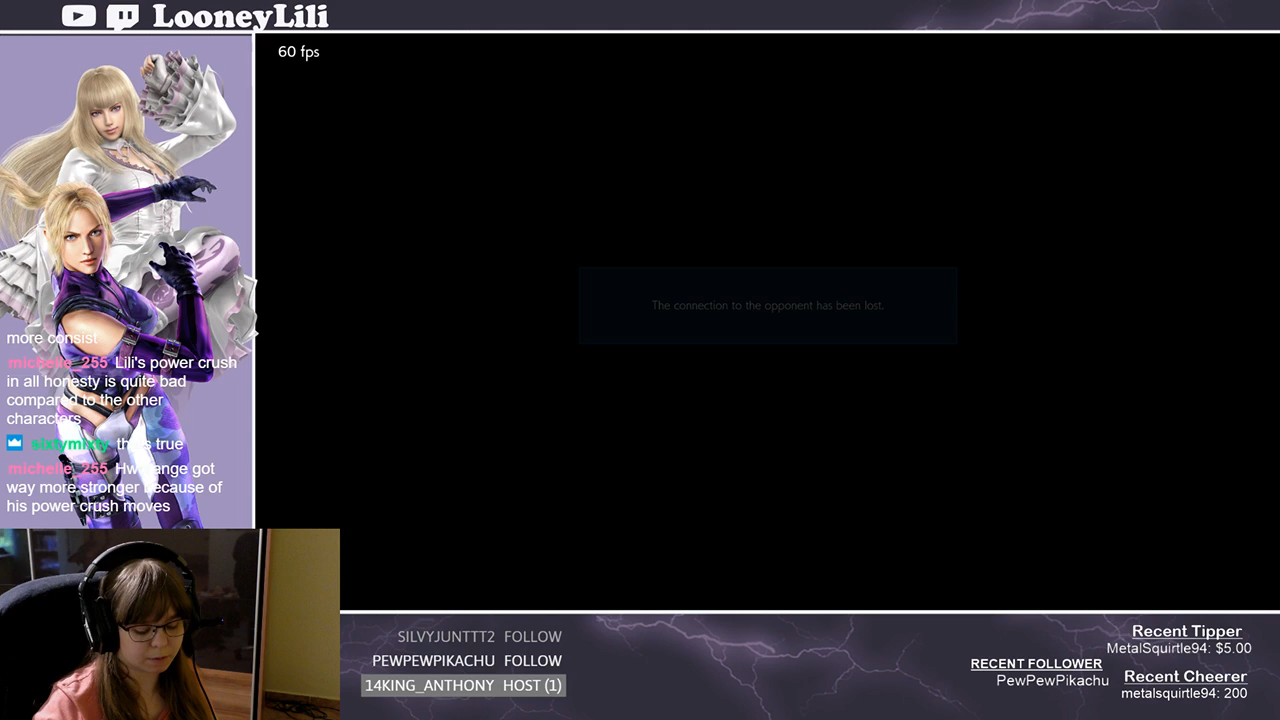 LooneyLili
60 fps
The connection to the opponent has been lost.
more consist
michelle_255 Lili's power crush
in all honesty is quite bad
compared to the other
characters
sixtymixty thats true
michelle_255 Hwoarange got
way more stronger because of
his power crush moves
SILVYJUNTTT2 FOLLOW
PEWPEWPIKACHU FOLLOW
14KING_ANTHONY HOST (1)
RECENT FOLLOWER
PewPewPikachu
Recent Tipper
MetalSquirtle94: $5.00
Recent Cheerer
metalsquirtle94: 200